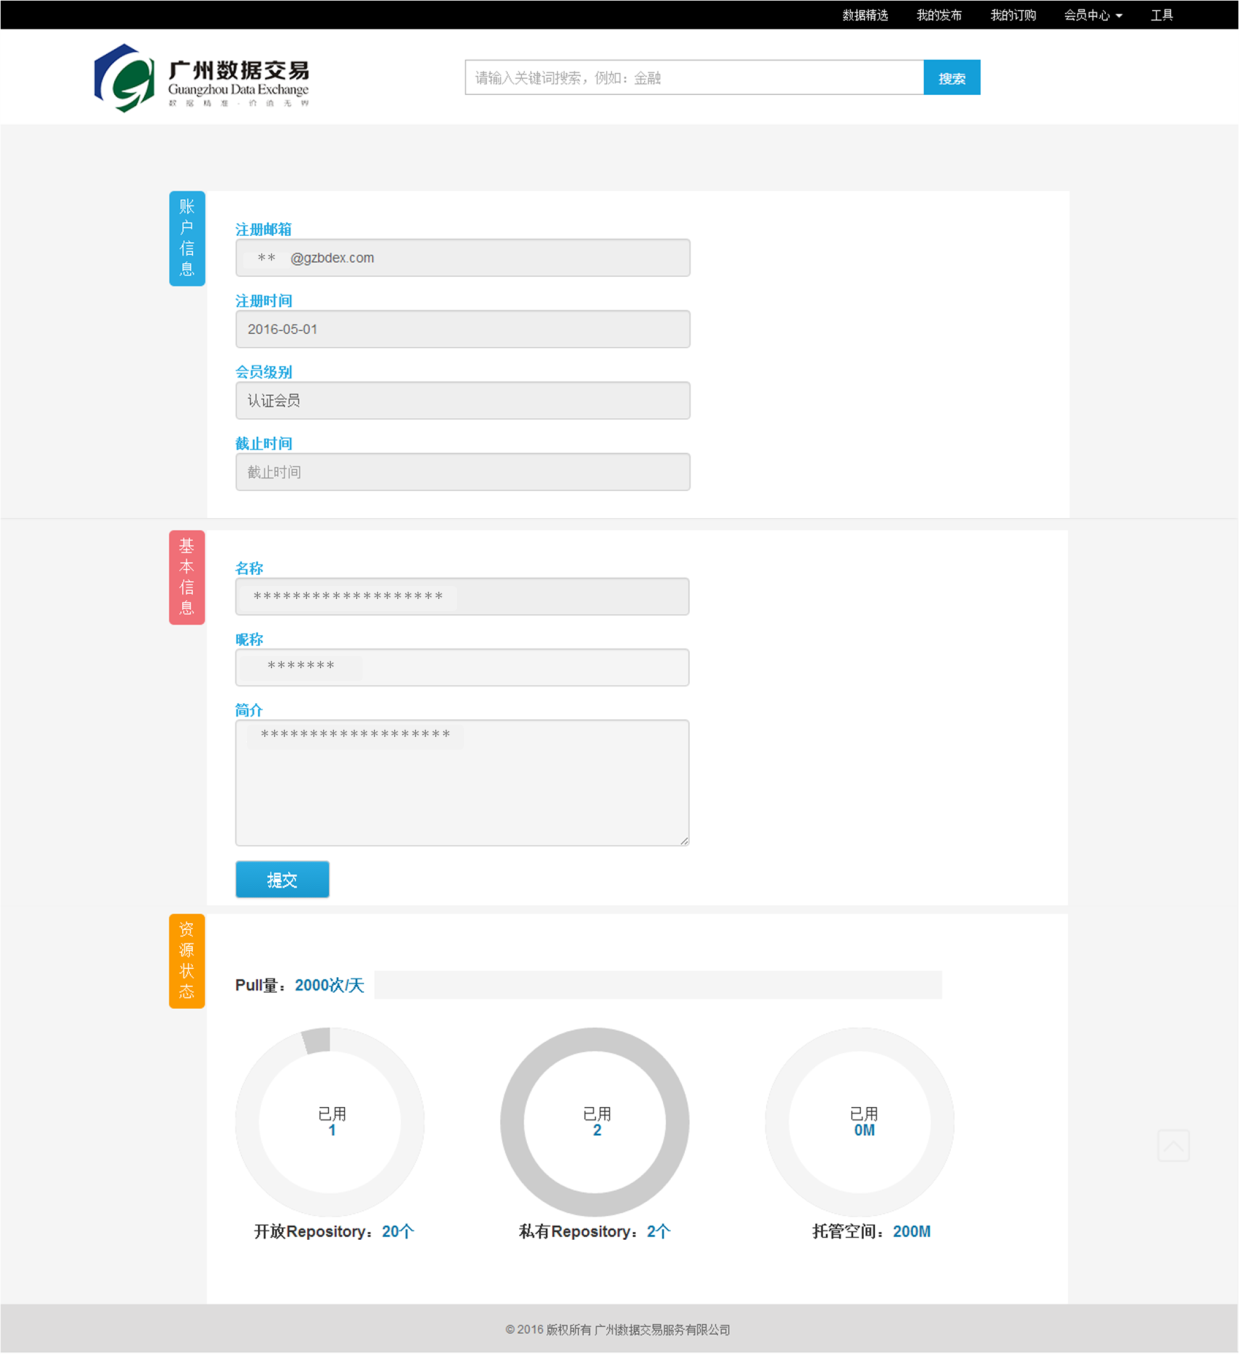 数据精选 我的发布 我的订购 会员中心 工具
广州数据交易
Guangzhou Data Exchange
数据精准·价值无界
请输入关键词搜索，例如：金融
搜索
账户信息
注册邮箱
** @gzbdex.com
注册时间
2016-05-01
会员级别
认证会员
截止时间
截止时间
基本信息
名称
*******************
昵称
*******
简介
*******************
提交
资源状态
Pull量：2000次/天
已用
1
开放Repository：20个
已用
2
私有Repository：2个
已用
0M
托管空间：200M
© 2016 版权所有 广州数据交易服务有限公司